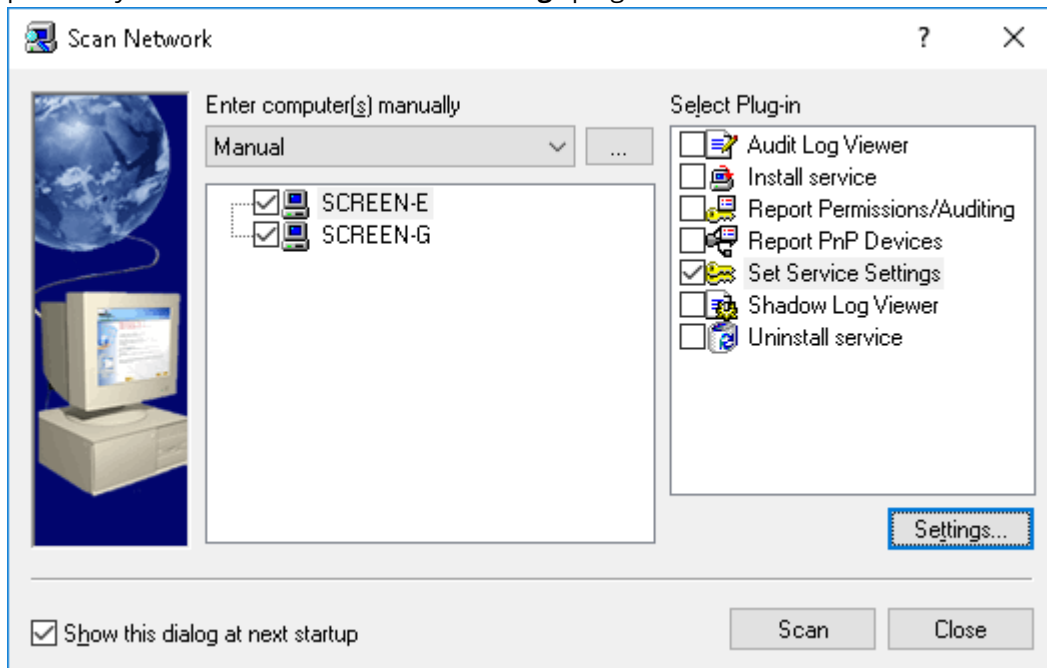 Scan Network
?
Enter computer(s) manually
Select Plug-in
Manual
...
Audit Log Viewer
Install service
SCREEN-E
Report Permissions/Auditing
SCREEN-G
Report PnP Devices
Set Service Settings
Shadow Log Viewer
Uninstall service
Settings...
Show this dialog at next startup
Scan
Close